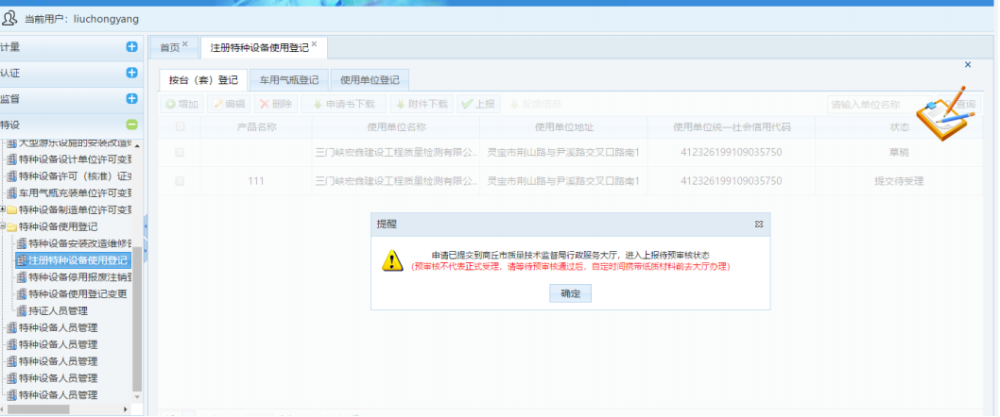 当前用户: liuchongyang
计量
认证
监督
特设
大型游乐设施的安装改造
特种设备设计单位许可变
特种设备许可（核准）证
车用气瓶充装单位许可变
特种设备制造单位许可变
特种设备使用登记
特种设备安装改造维修
注册特种设备使用登记
特种设备停用报废注销
特种设备使用登记变更
持证人员管理
特种设备人员管理
特种设备人员管理
特种设备人员管理
特种设备人员管理
特种设备人员管理
首页 注册特种设备使用登记
按台（套）登记 车用气瓶登记 使用单位登记
增加 编辑 删除 申请书下载 附件下载 上报 请输入单位名称 查询
产品名称 使用单位名称 使用单位地址 使用单位统一社会信用代码 状态
三门峡宏鼎建设工程质量检测有限公.. 灵宝市荆山路与尹溪路交叉口路南1 412326199109035750 草稿
111 三门峡宏鼎建设工程质量检测有限公.. 灵宝市荆山路与尹溪路交叉口路南1 412326199109035750 提交待受理
提醒
申请已提交到商丘市质量技术监督局行政服务大厅，进入上报待预审核状态
(预审核不代表正式受理，请等待预审核通过后，自定时间携带纸质材料前去大厅办理)
确定